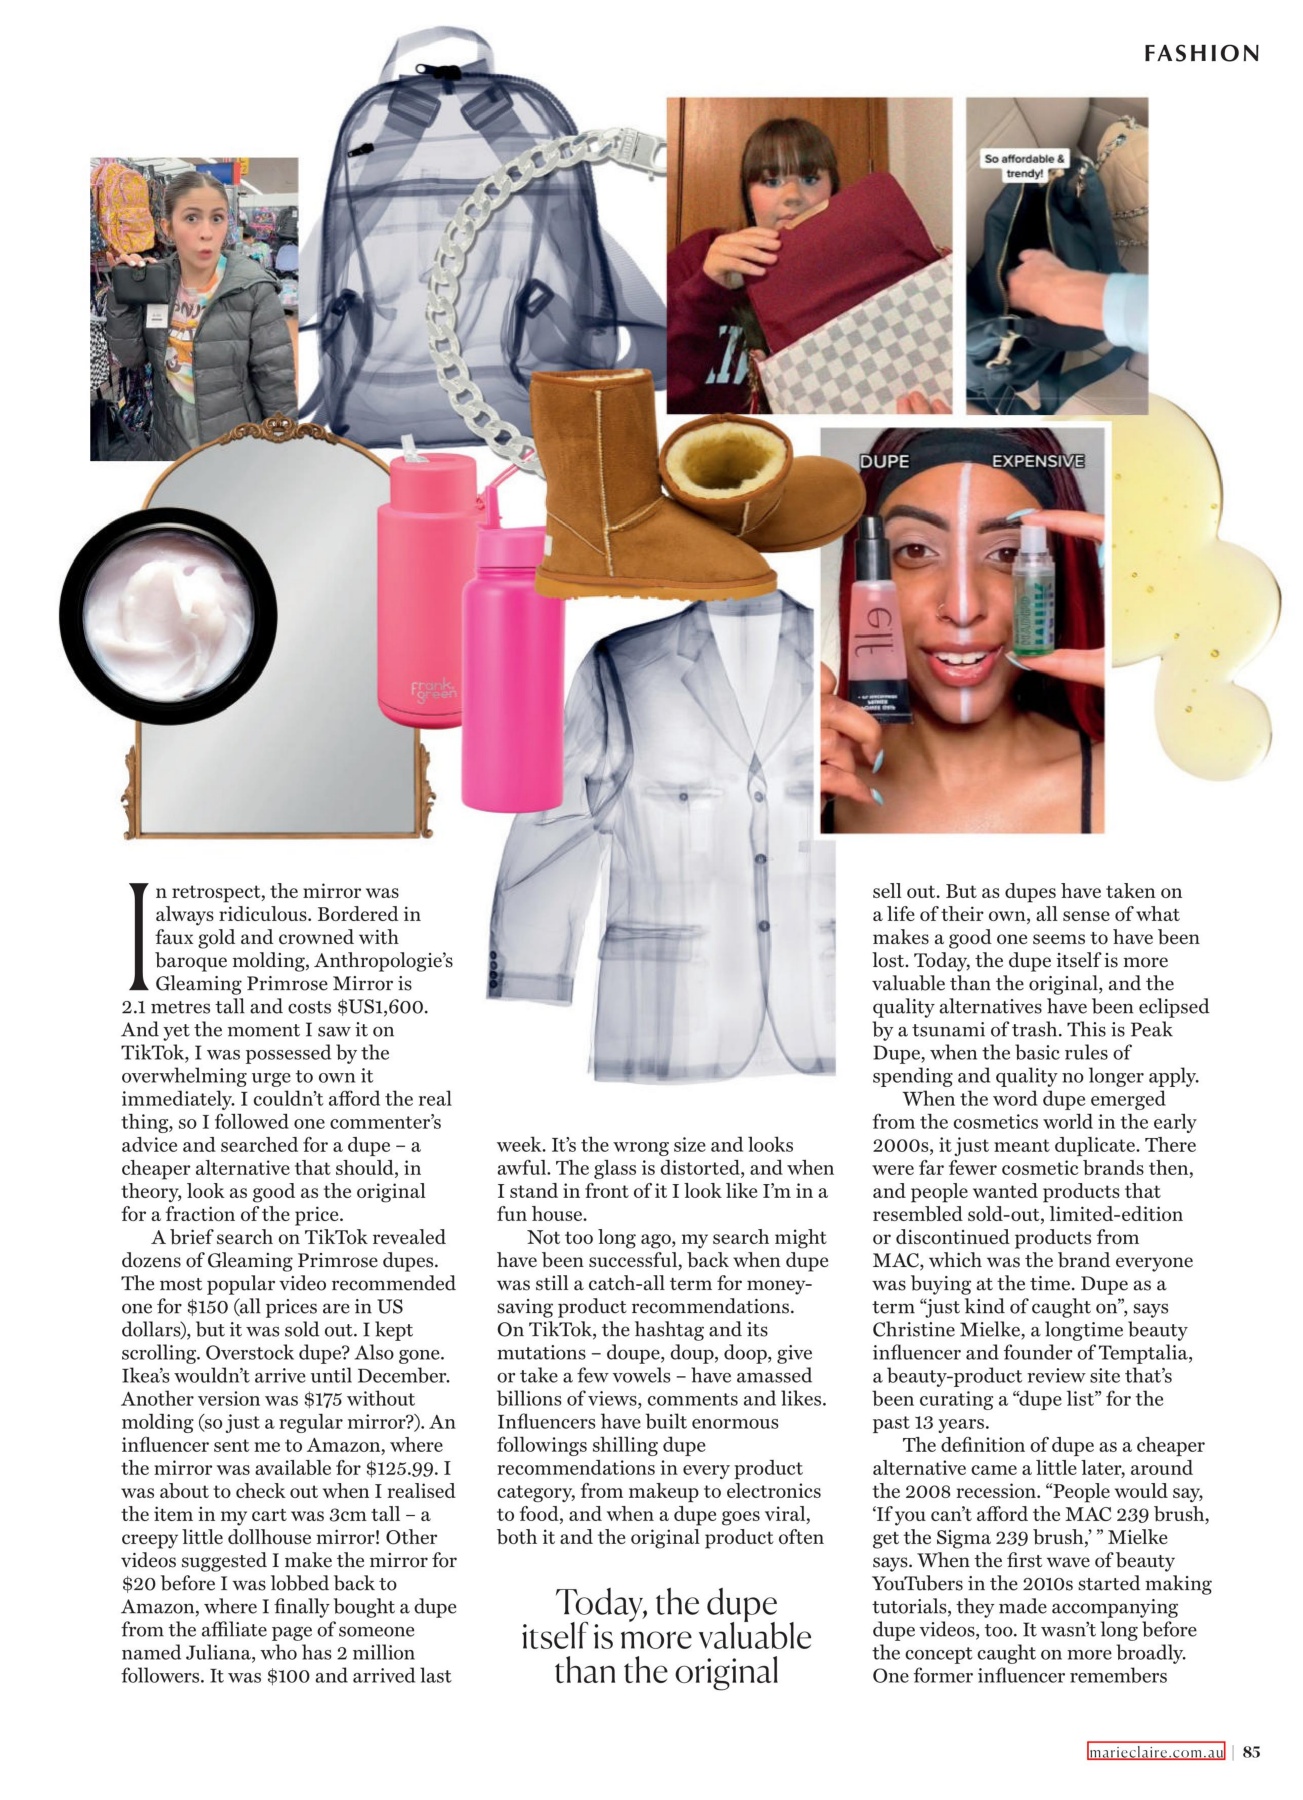 FASHION
So affordable &
trendy!
DUPE
EXPENSIVE
frank
green
e.l.f.
In retrospect, the mirror was
always ridiculous. Bordered in
faux gold and crowned with
baroque molding, Anthropologie's
Gleaming Primrose Mirror is
2.1 metres tall and costs $US1,600.
And yet the moment I saw it on
TikTok, I was possessed by the
overwhelming urge to own it
immediately. I couldn't afford the real
thing, so I followed one commenter's
advice and searched for a dupe – a
cheaper alternative that should, in
theory, look as good as the original
for a fraction of the price.
A brief search on TikTok revealed
dozens of Gleaming Primrose dupes.
The most popular video recommended
one for $150 (all prices are in US
dollars), but it was sold out. I kept
scrolling. Overstock dupe? Also gone.
Ikea's wouldn't arrive until December.
Another version was $175 without
molding (so just a regular mirror?). An
influencer sent me to Amazon, where
the mirror was available for $125.99. I
was about to check out when I realised
the item in my cart was 3cm tall – a
creepy little dollhouse mirror! Other
videos suggested I make the mirror for
$20 before I was lobbed back to
Amazon, where I finally bought a dupe
from the affiliate page of someone
named Juliana, who has 2 million
followers. It was $100 and arrived last
week. It's the wrong size and looks
awful. The glass is distorted, and when
I stand in front of it I look like I'm in a
fun house.
Not too long ago, my search might
have been successful, back when dupe
was still a catch-all term for money-
saving product recommendations.
On TikTok, the hashtag and its
mutations – doupe, doup, doop, give
or take a few vowels – have amassed
billions of views, comments and likes.
Influencers have built enormous
followings shilling dupe
recommendations in every product
category, from makeup to electronics
to food, and when a dupe goes viral,
both it and the original product often
Today, the dupe
itself is more valuable
than the original
sell out. But as dupes have taken on
a life of their own, all sense of what
makes a good one seems to have been
lost. Today, the dupe itself is more
valuable than the original, and the
quality alternatives have been eclipsed
by a tsunami of trash. This is Peak
Dupe, when the basic rules of
spending and quality no longer apply.
When the word dupe emerged
from the cosmetics world in the early
2000s, it just meant duplicate. There
were far fewer cosmetic brands then,
and people wanted products that
resembled sold-out, limited-edition
or discontinued products from
MAC, which was the brand everyone
was buying at the time. Dupe as a
term "just kind of caught on", says
Christine Mielke, a longtime beauty
influencer and founder of Temptalia,
a beauty-product review site that's
been curating a "dupe list" for the
past 13 years.
The definition of dupe as a cheaper
alternative came a little later, around
the 2008 recession. "People would say,
'If you can't afford the MAC 239 brush,
get the Sigma 239 brush,' " Mielke
says. When the first wave of beauty
YouTubers in the 2010s started making
tutorials, they made accompanying
dupe videos, too. It wasn't long before
the concept caught on more broadly.
One former influencer remembers
marieclaire.com.au | 85